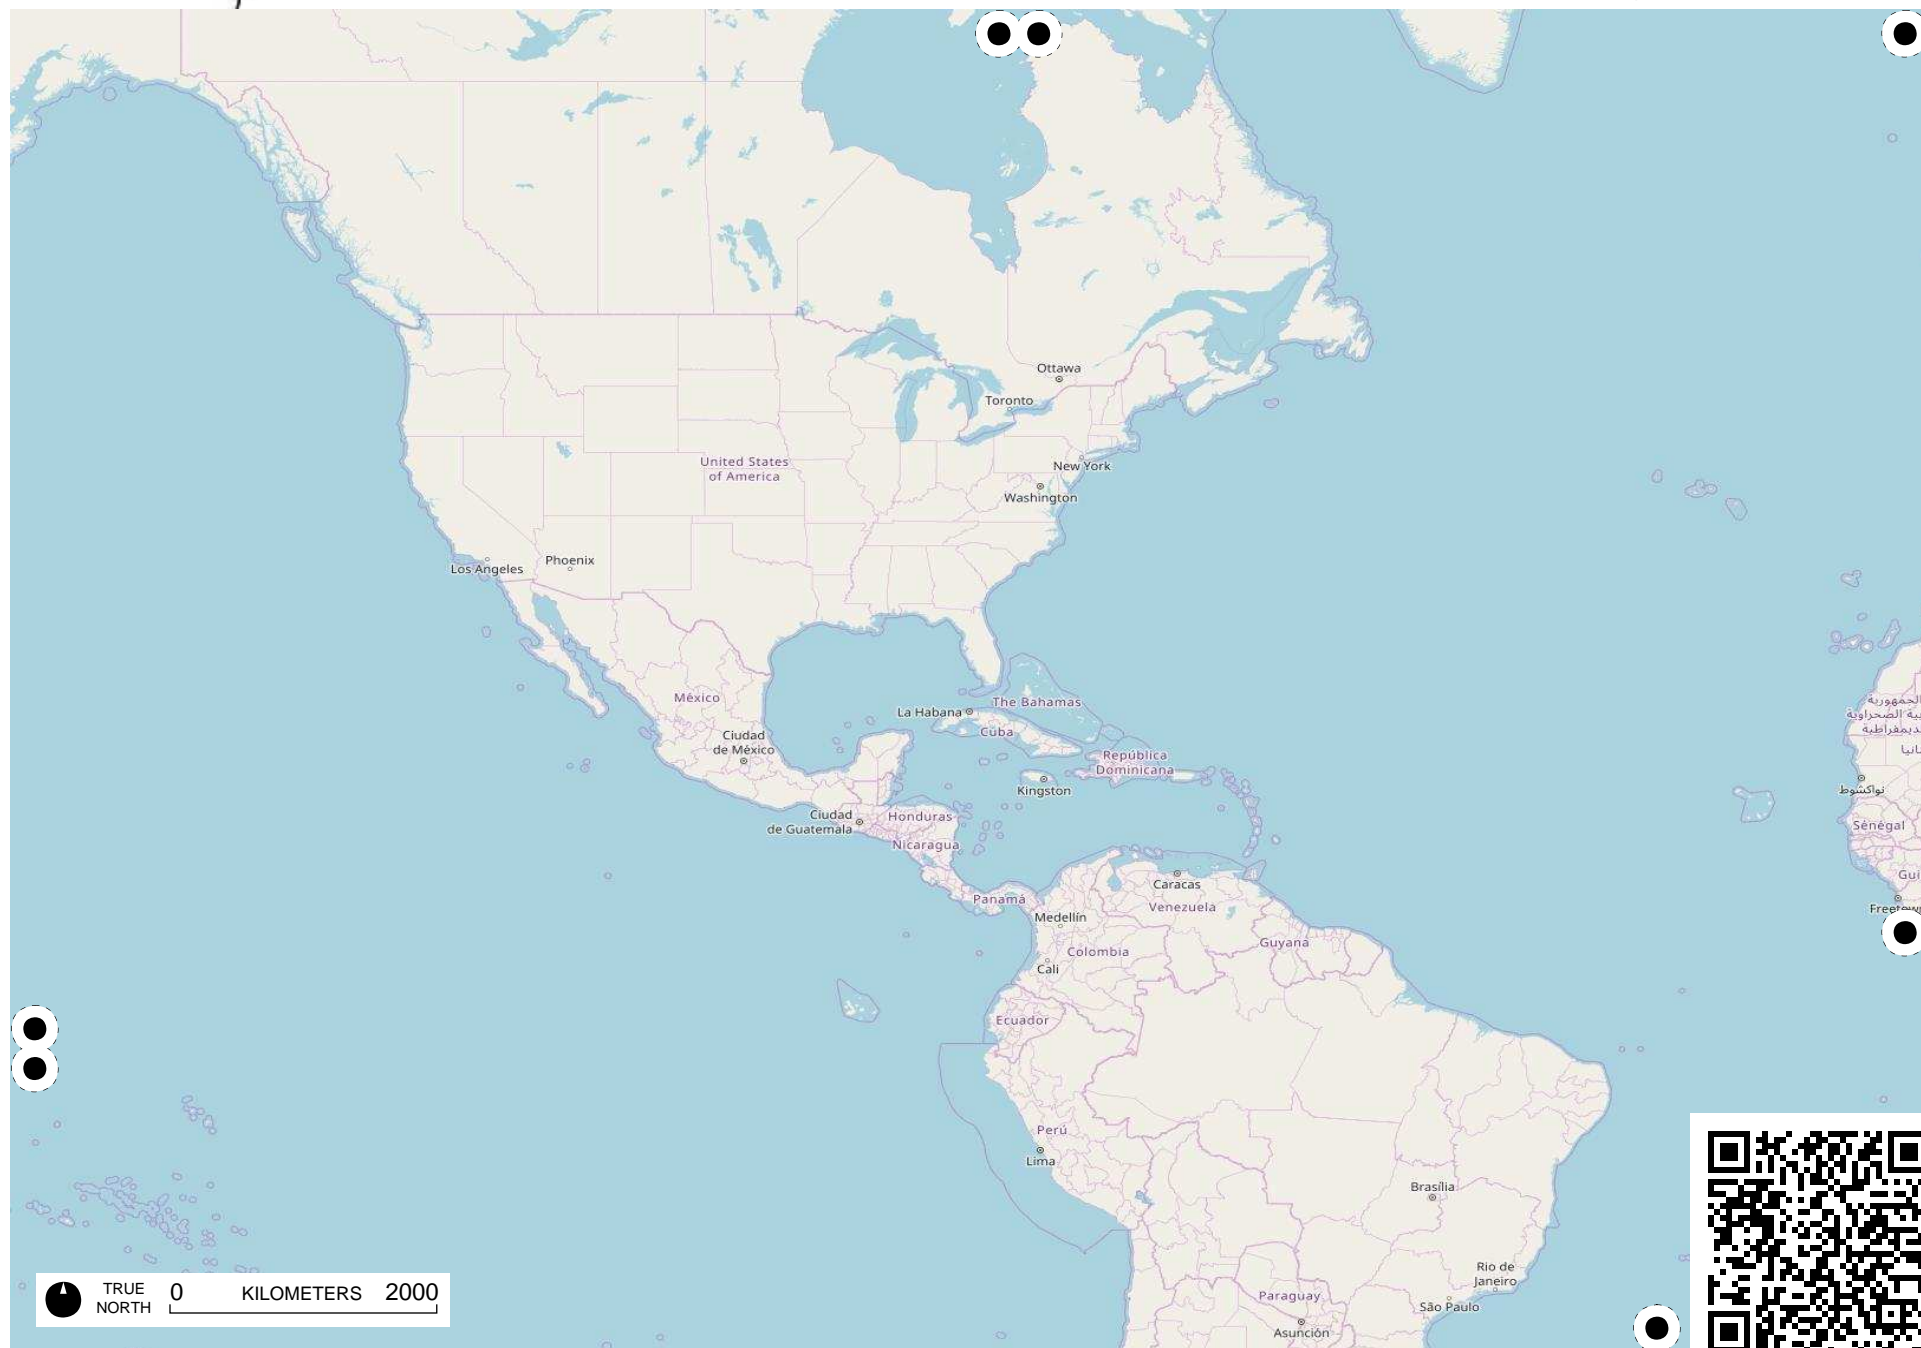 Ottawa
Toronto
United States
of America
New York
Washington
Los Angeles
Phoenix
México
La Habana
The Bahamas
Cuba
Ciudad
de México
República
Dominicana
Kingston
Ciudad
de Guatemala
Honduras
Nicaragua
نواكشوط
Sénégal
Panamá
Caracas
Venezuela
Medellín
Colombia
Guyana
Cali
Ecuador
Perú
Lima
Brasília
Rio de
Janeiro
São Paulo
Paraguay
Asunción
TRUE
NORTH
0 KILOMETERS 2000